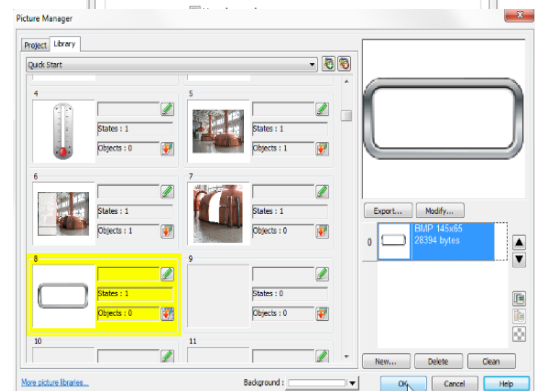 Picture Manager
Project Library
Quick Start
4
States : 1
Objects : 0
5
States : 1
Objects : 1
6
States : 1
Objects : 1
7
States : 1
Objects : 0
8
States : 1
Objects : 0
9
States : 0
Objects : 0
10
11
Export... Modify...
0 BMP 145x65
28394 bytes
New... Delete Clean
More picture libraries... Background : OK Cancel Help